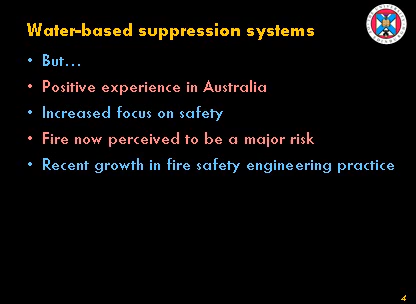 Water-based suppression systems
• But...
• Positive experience in Australia
• Increased focus on safety
• Fire now perceived to be a major risk
• Recent growth in fire safety engineering practice
4